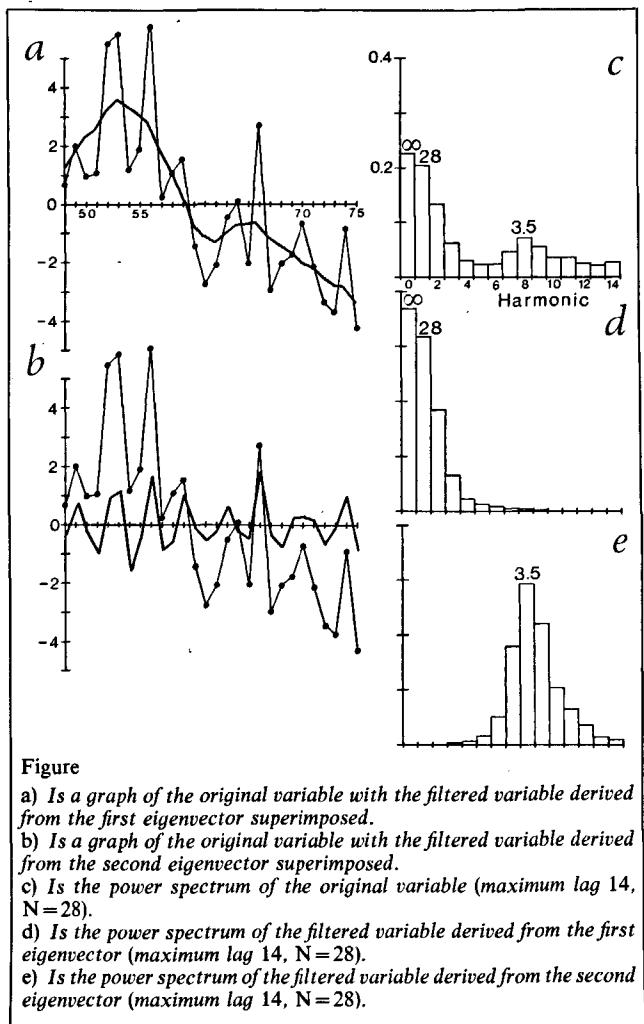 a
4
2
0
50 55 70 75
−2
−4
b
4
2
0
−2
−4
c
0.4
0.2
∞
28
3.5
0 2 4 6 8 10 12 14
Harmonic
d
∞
28
e
3.5
Figure
a) Is a graph of the original variable with the filtered variable derived
from the first eigenvector superimposed.
b) Is a graph of the original variable with the filtered variable derived
from the second eigenvector superimposed.
c) Is the power spectrum of the original variable (maximum lag 14,
N=28).
d) Is the power spectrum of the filtered variable derived from the first
eigenvector (maximum lag 14, N=28).
e) Is the power spectrum of the filtered variable derived from the second
eigenvector (maximum lag 14, N=28).